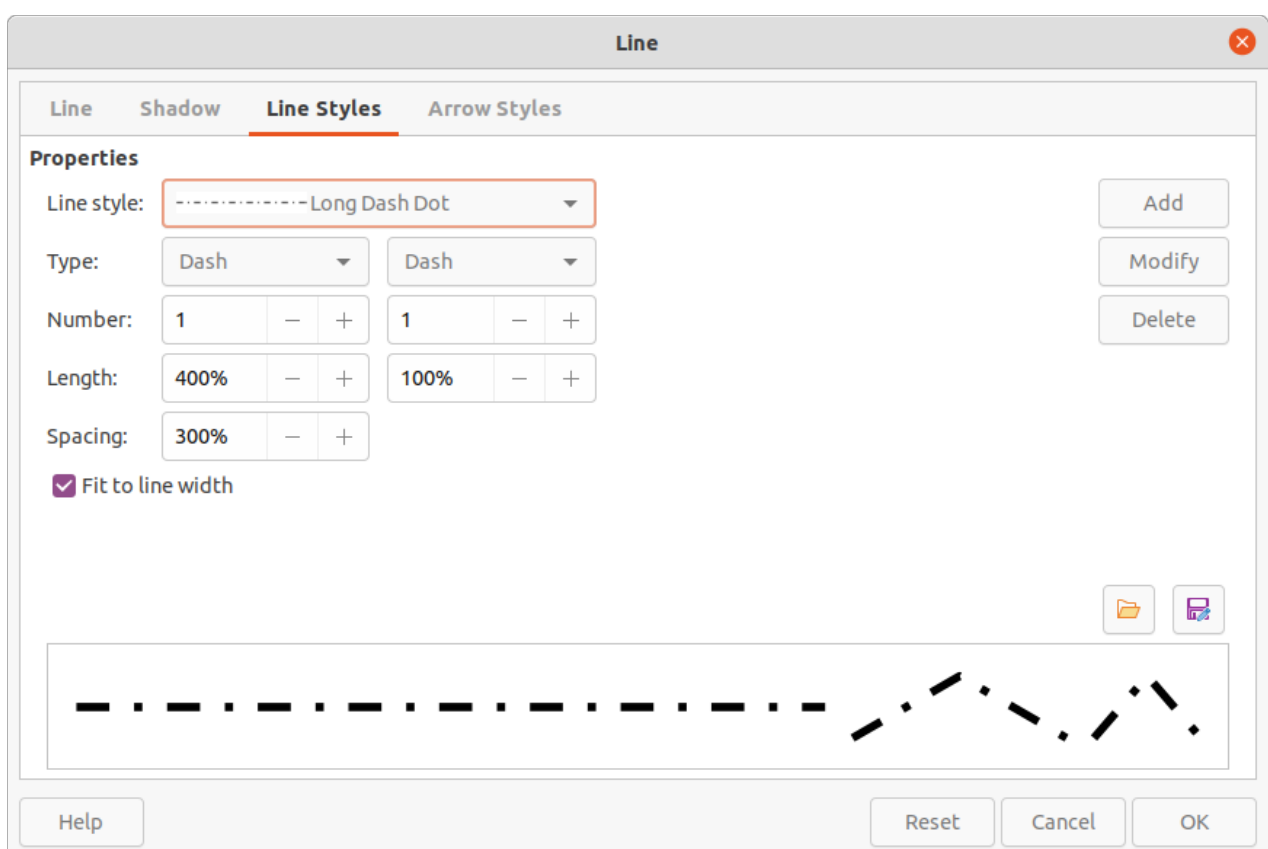 Line
Line Shadow Line Styles Arrow Styles
Properties
Line style: Long Dash Dot Add
Type: Dash Dash Modify
Number: 1 1 Delete
Length: 400% 100%
Spacing: 300%
Fit to line width
Help Reset Cancel OK